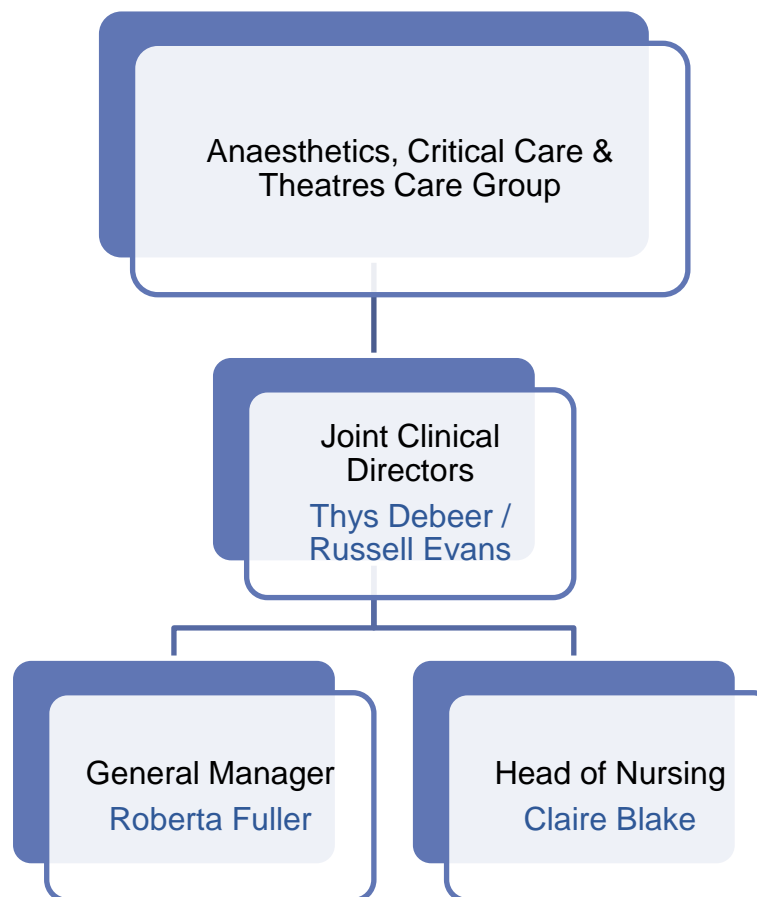 Anaesthetics, Critical Care &
Theatres Care Group
Joint Clinical
Directors
Thys Debeer /
Russell Evans
General Manager
Roberta Fuller
Head of Nursing
Claire Blake